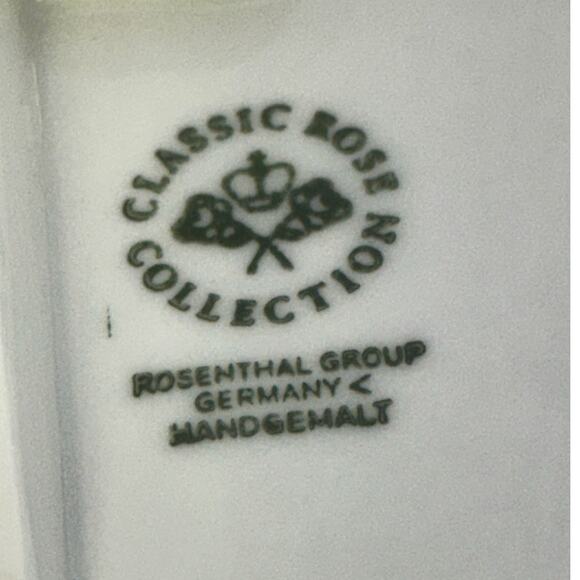 CLASSIC ROSE
COLLECTION
ROSENTHAL GROUP
GERMANY <
HANDGEMALT